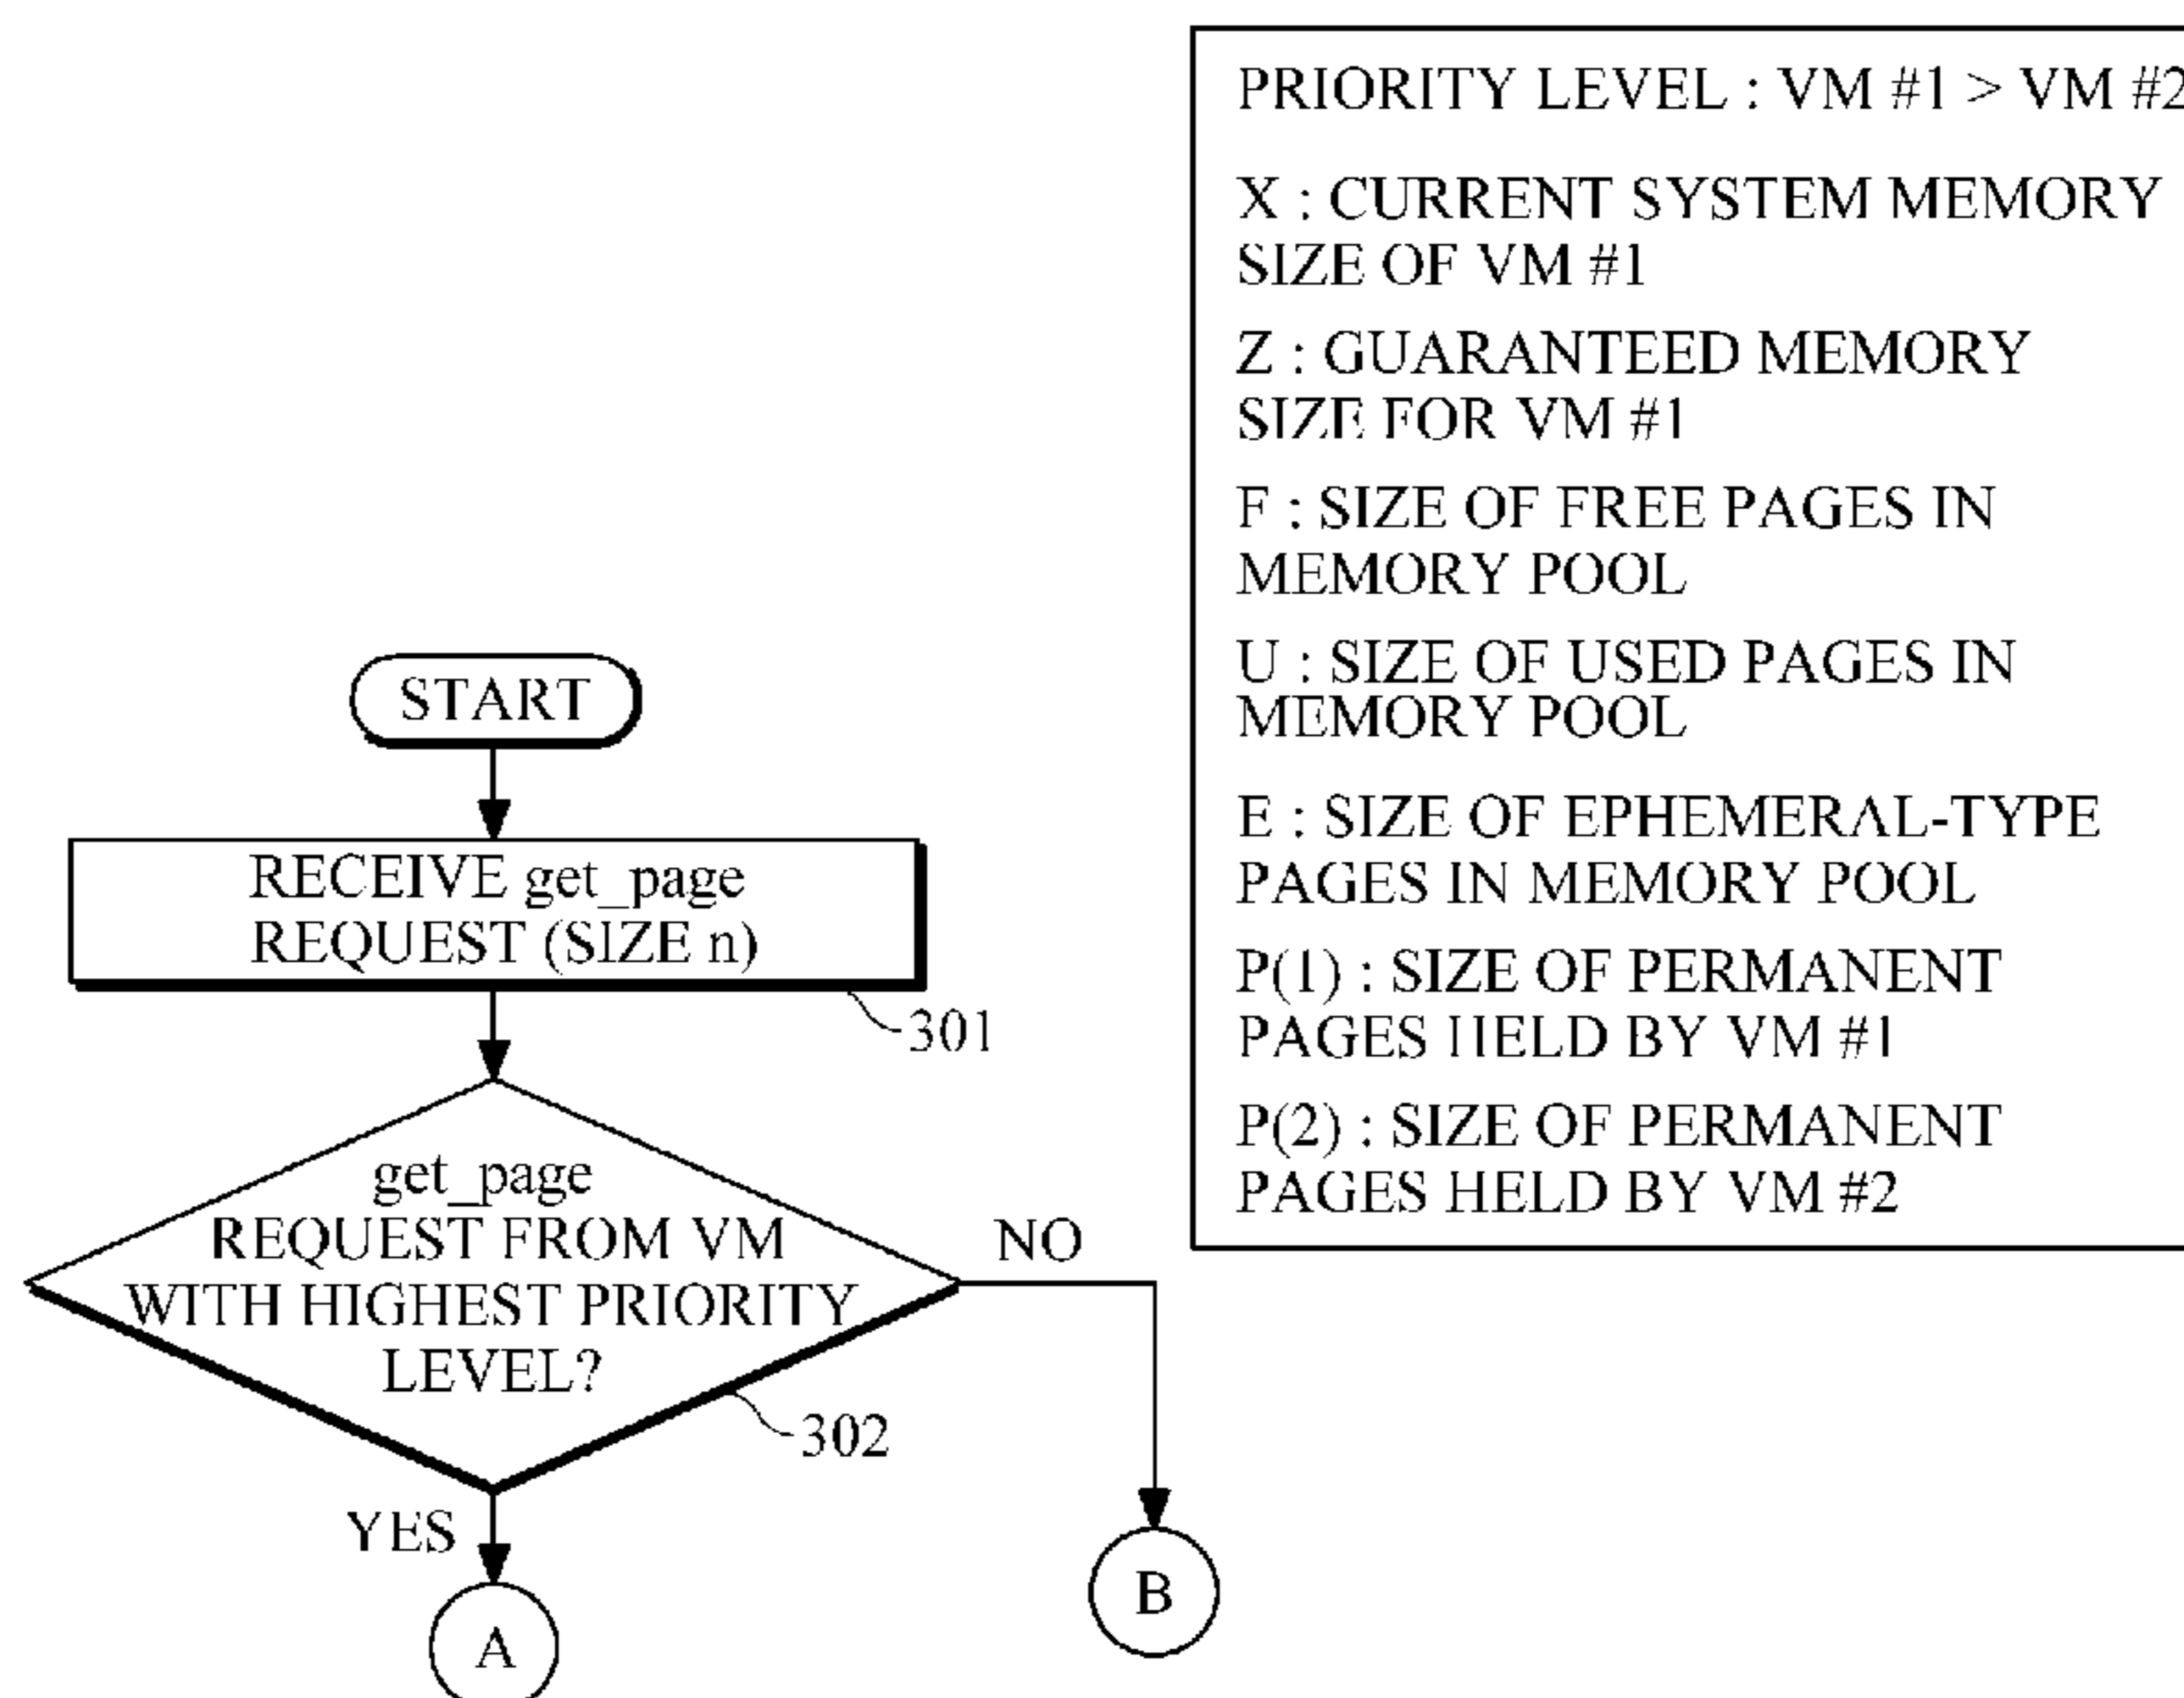 PRIORITY LEVEL : VM #1 > VM #2
X : CURRENT SYSTEM MEMORY
SIZE OF VM #1
Z : GUARANTEED MEMORY
SIZE FOR VM #1
F : SIZE OF FREE PAGES IN
MEMORY POOL
U : SIZE OF USED PAGES IN
MEMORY POOL
E : SIZE OF EPHEMERAL-TYPE
PAGES IN MEMORY POOL
P(1) : SIZE OF PERMANENT
PAGES HELD BY VM #1
P(2) : SIZE OF PERMANENT
PAGES HELD BY VM #2
START
RECEIVE get_page
REQUEST (SIZE n)
301
get_page
REQUEST FROM VM
WITH HIGHEST PRIORITY
LEVEL?
302
NO
YES
B
A